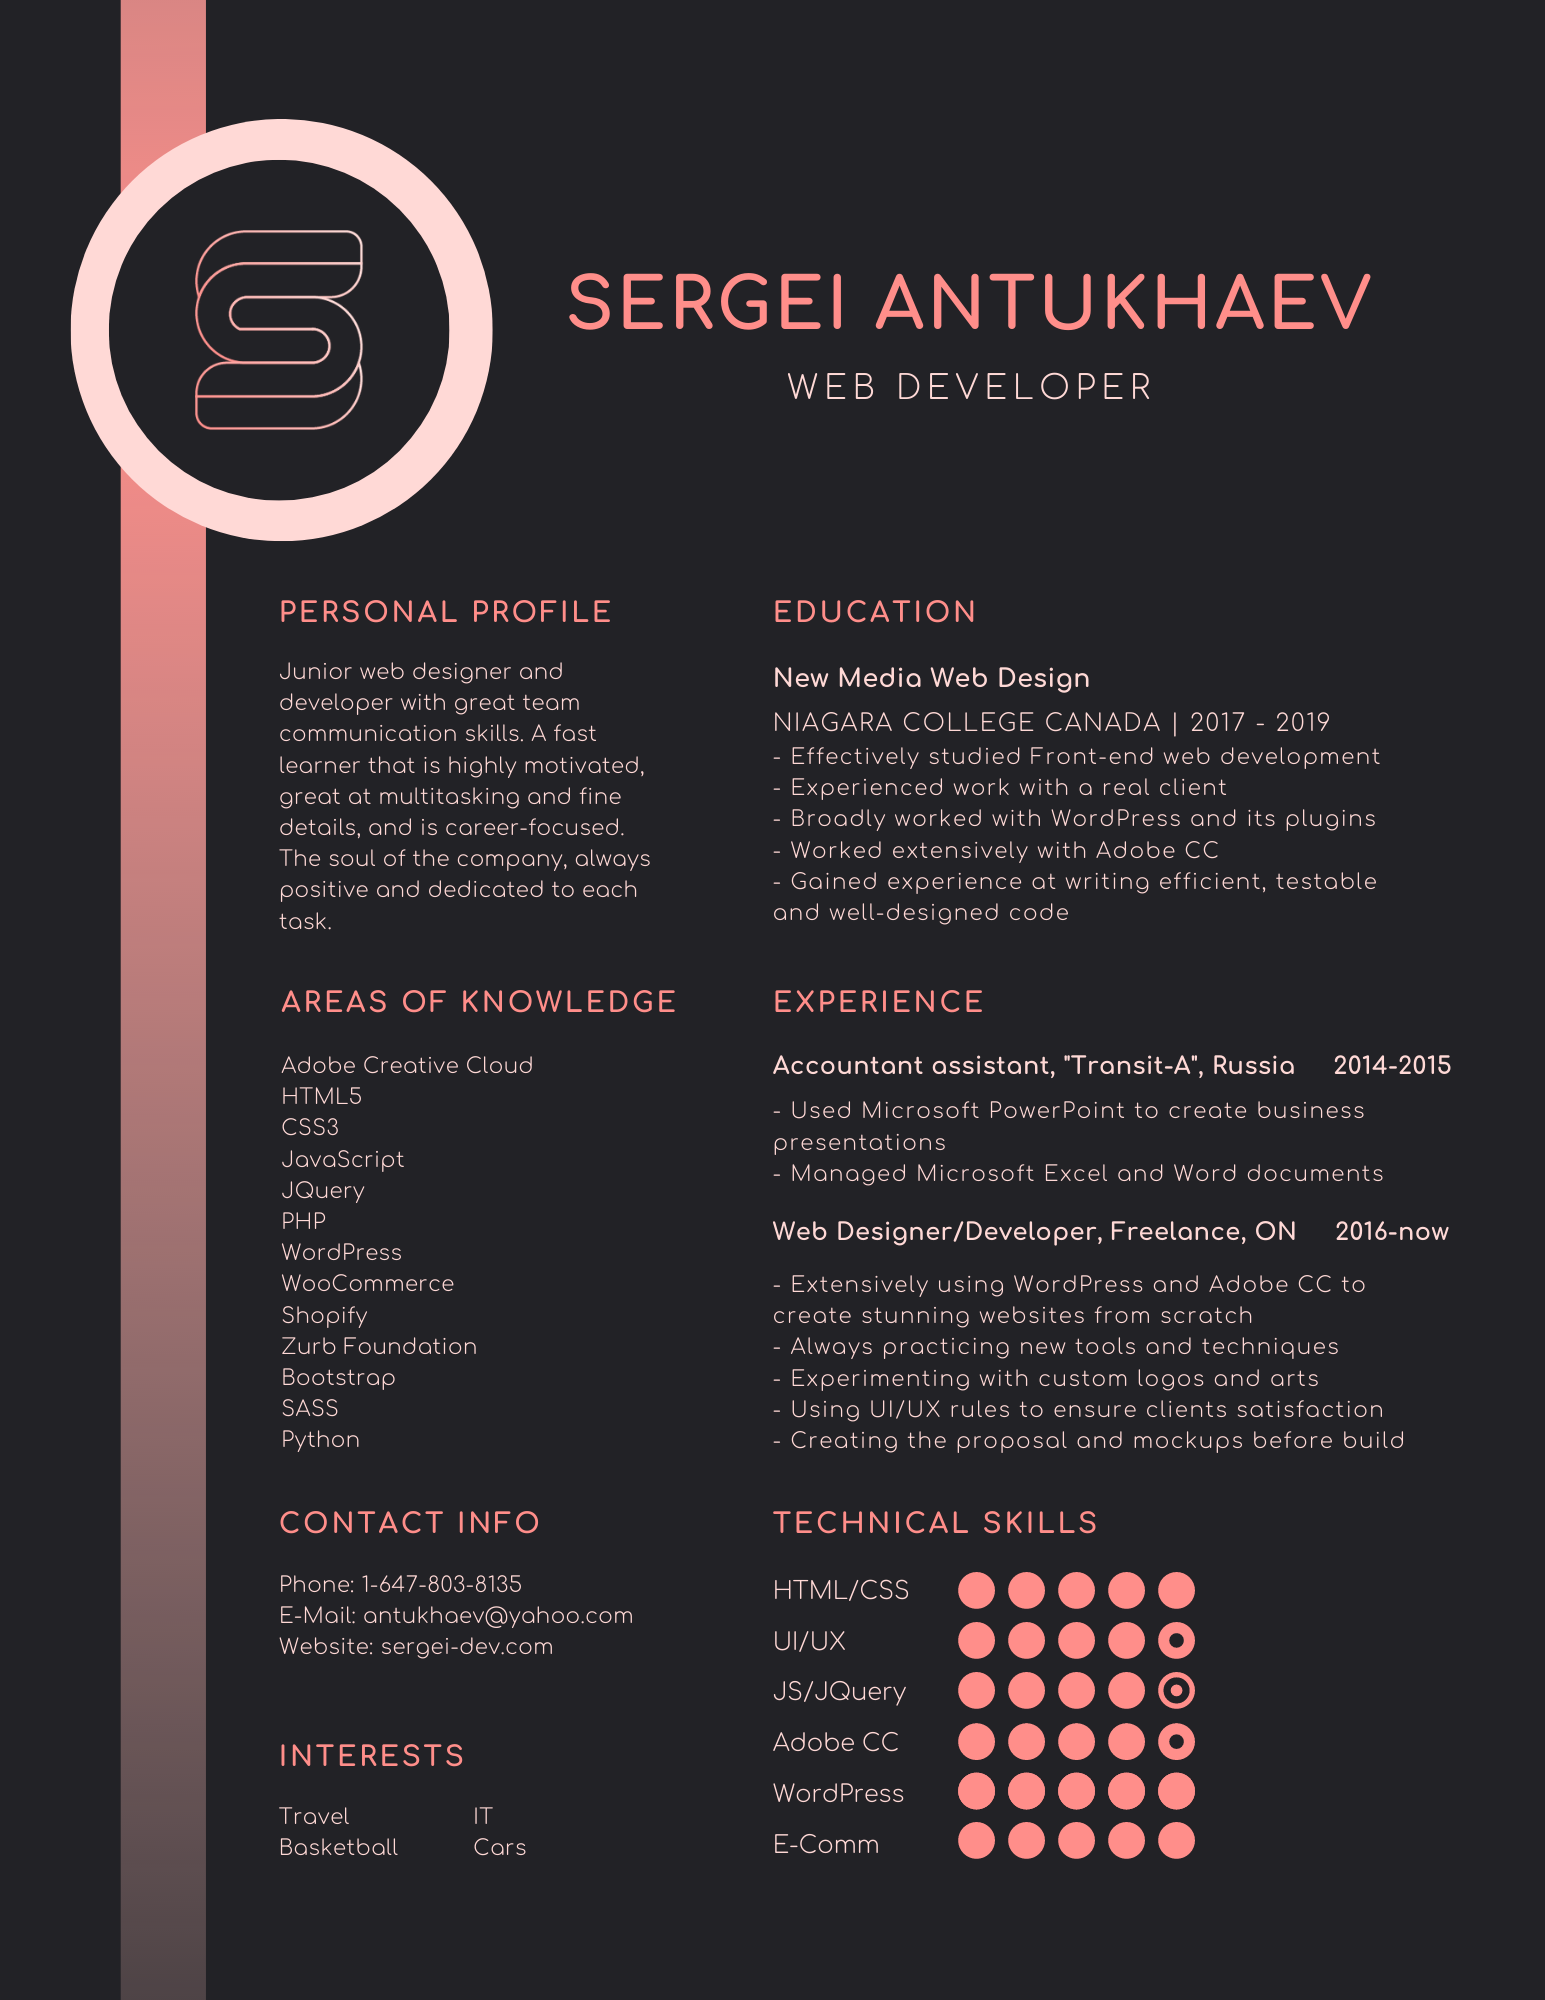 SERGEI ANTUKHAEV
WEB DEVELOPER
PERSONAL PROFILE
Junior web designer and
developer with great team
communication skills. A fast
learner that is highly motivated,
great at multitasking and fine
details, and is career-focused.
The soul of the company, always
positive and dedicated to each
task.
AREAS OF KNOWLEDGE
Adobe Creative Cloud
HTML5
CSS3
JavaScript
JQuery
PHP
WordPress
WooCommerce
Shopify
Zurb Foundation
Bootstrap
SASS
Python
CONTACT INFO
Phone: 1-647-803-8135
E-Mail: antukhaev@yahoo.com
Website: sergei-dev.com
INTERESTS
Travel IT
Basketball Cars
EDUCATION
New Media Web Design
NIAGARA COLLEGE CANADA | 2017 - 2019
- Effectively studied Front-end web development
- Experienced work with a real client
- Broadly worked with WordPress and its plugins
- Worked extensively with Adobe CC
- Gained experience at writing efficient, testable
and well-designed code
EXPERIENCE
Accountant assistant, "Transit-A", Russia 2014-2015
- Used Microsoft PowerPoint to create business
presentations
- Managed Microsoft Excel and Word documents
Web Designer/Developer, Freelance, ON 2016-now
- Extensively using WordPress and Adobe CC to
create stunning websites from scratch
- Always practicing new tools and techniques
- Experimenting with custom logos and arts
- Using UI/UX rules to ensure clients satisfaction
- Creating the proposal and mockups before build
TECHNICAL SKILLS
HTML/CSS
UI/UX
JS/JQuery
Adobe CC
WordPress
E-Comm